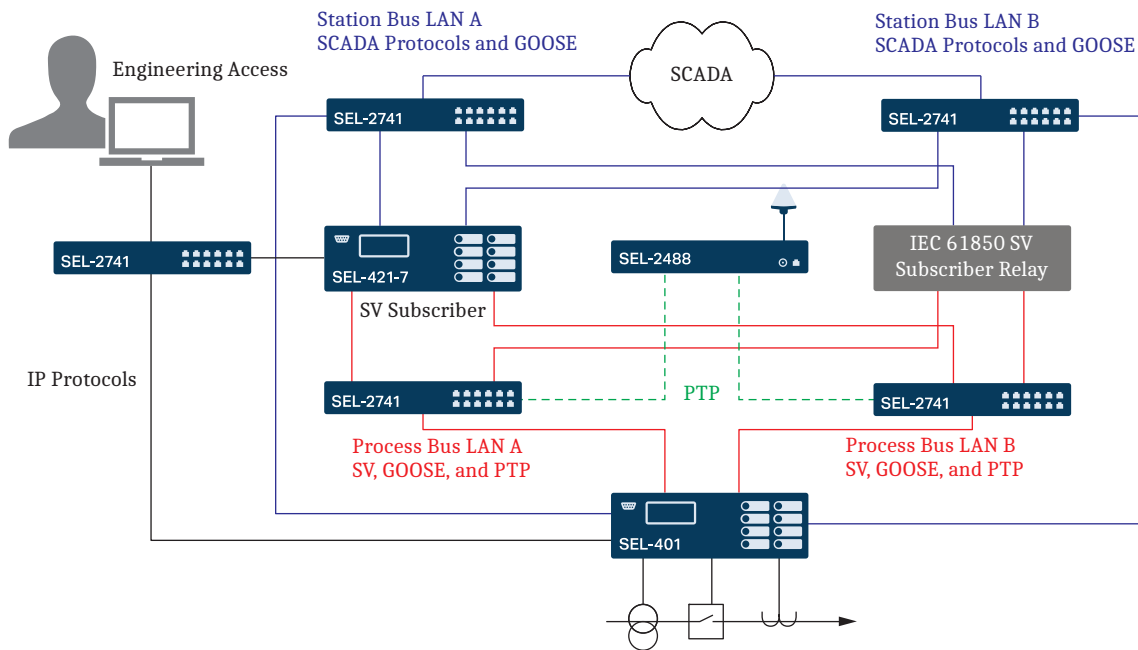 Station Bus LAN A
SCADA Protocols and GOOSE
Station Bus LAN B
SCADA Protocols and GOOSE
Engineering Access
SCADA
SEL-2741
SEL-2741
SEL-2741
SEL-421-7
SV Subscriber
SEL-2488
IEC 61850 SV
Subscriber Relay
IP Protocols
SEL-2741
PTP
SEL-2741
Process Bus LAN A
SV, GOOSE, and PTP
Process Bus LAN B
SV, GOOSE, and PTP
SEL-401